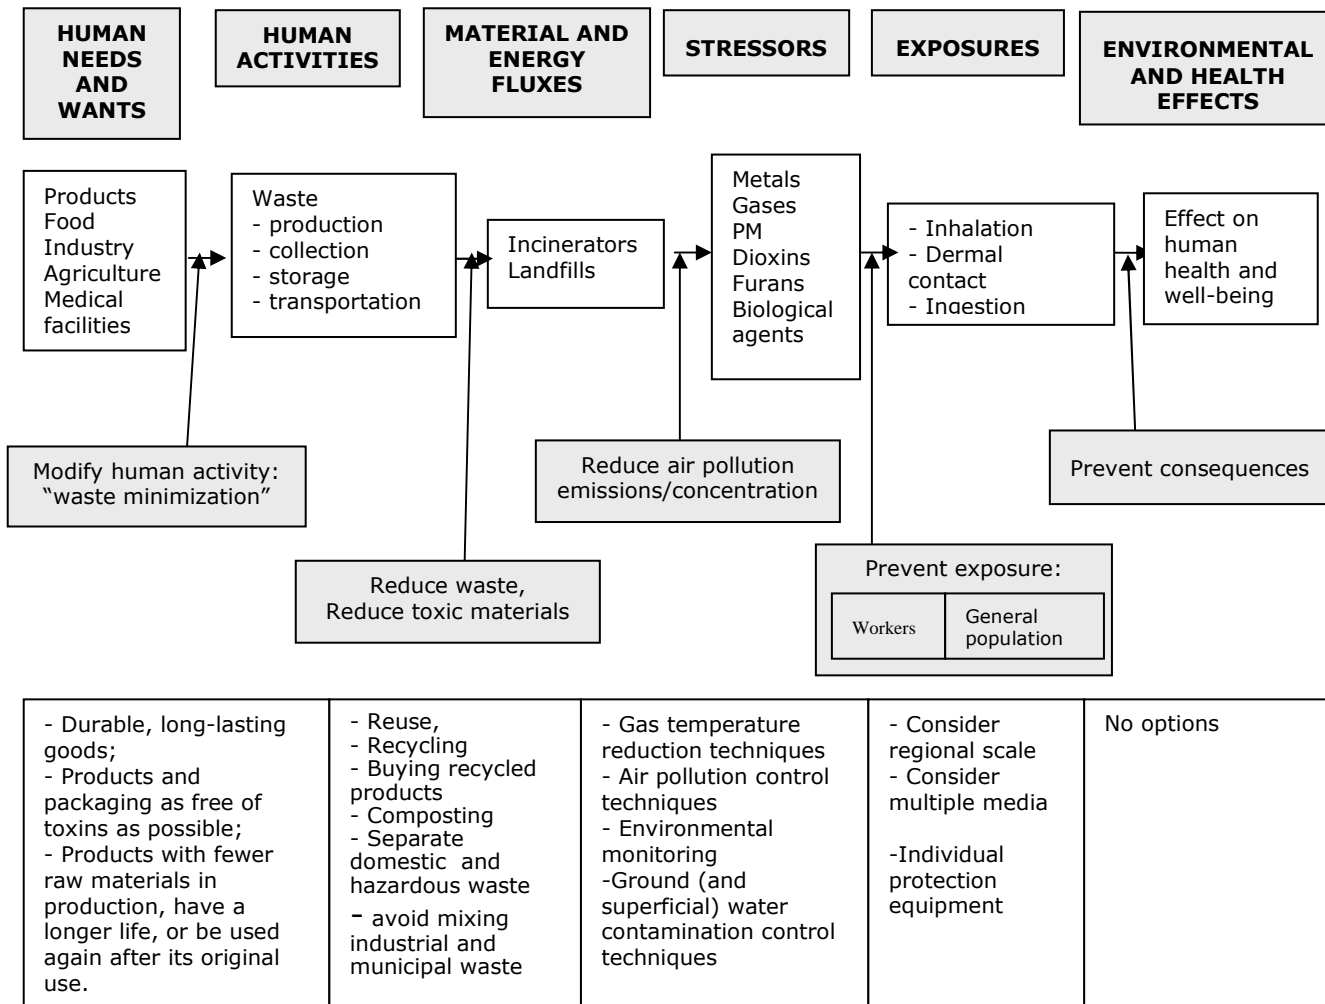 HUMAN
NEEDS
AND
WANTS
HUMAN
ACTIVITIES
MATERIAL AND
ENERGY
FLUXES
STRESSORS
EXPOSURES
ENVIRONMENTAL
AND HEALTH
EFFECTS
Products
Food
Industry
Agriculture
Medical
facilities
Waste
- production
- collection
- storage
- transportation
Incinerators
Landfills
Metals
Gases
PM
Dioxins
Furans
Biological
agents
- Inhalation
- Dermal
contact
- Ingestion
Effect on
human
health and
well-being
Modify human activity:
“waste minimization”
Reduce waste,
Reduce toxic materials
Reduce air pollution
emissions/concentration
Prevent exposure:
Workers
General
population
Prevent consequences
- Durable, long-lasting
goods;
- Products and
packaging as free of
toxins as possible;
- Products with fewer
raw materials in
production, have a
longer life, or be used
again after its original
use.
- Reuse,
- Recycling
- Buying recycled
products
- Composting
- Separate
domestic and
hazardous waste
- avoid mixing
industrial and
municipal waste
- Gas temperature
reduction techniques
- Air pollution control
techniques
- Environmental
monitoring
-Ground (and
superficial) water
contamination control
techniques
- Consider
regional scale
- Consider
multiple media
-Individual
protection
equipment
No options